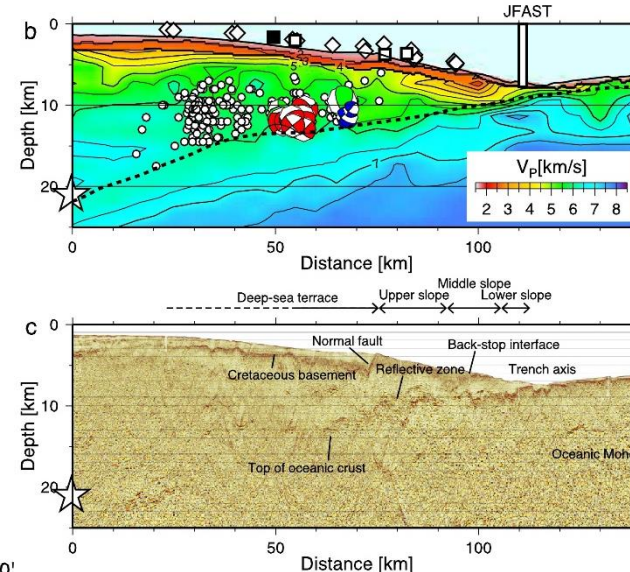 JFAST
b
0
10
20
Depth [km]
5
3
4
7
V_P[km/s]
2 3 4 5 6 7 8
0 50 100
Distance [km]
Middle slope
Deep-sea terrace Upper slope Lower slope
c
0
10
20
Depth [km]
Normal fault Back-stop interface
Cretaceous basement Reflective zone Trench axis
Top of oceanic crust Oceanic Moh
0 50 100
Distance [km]
0'